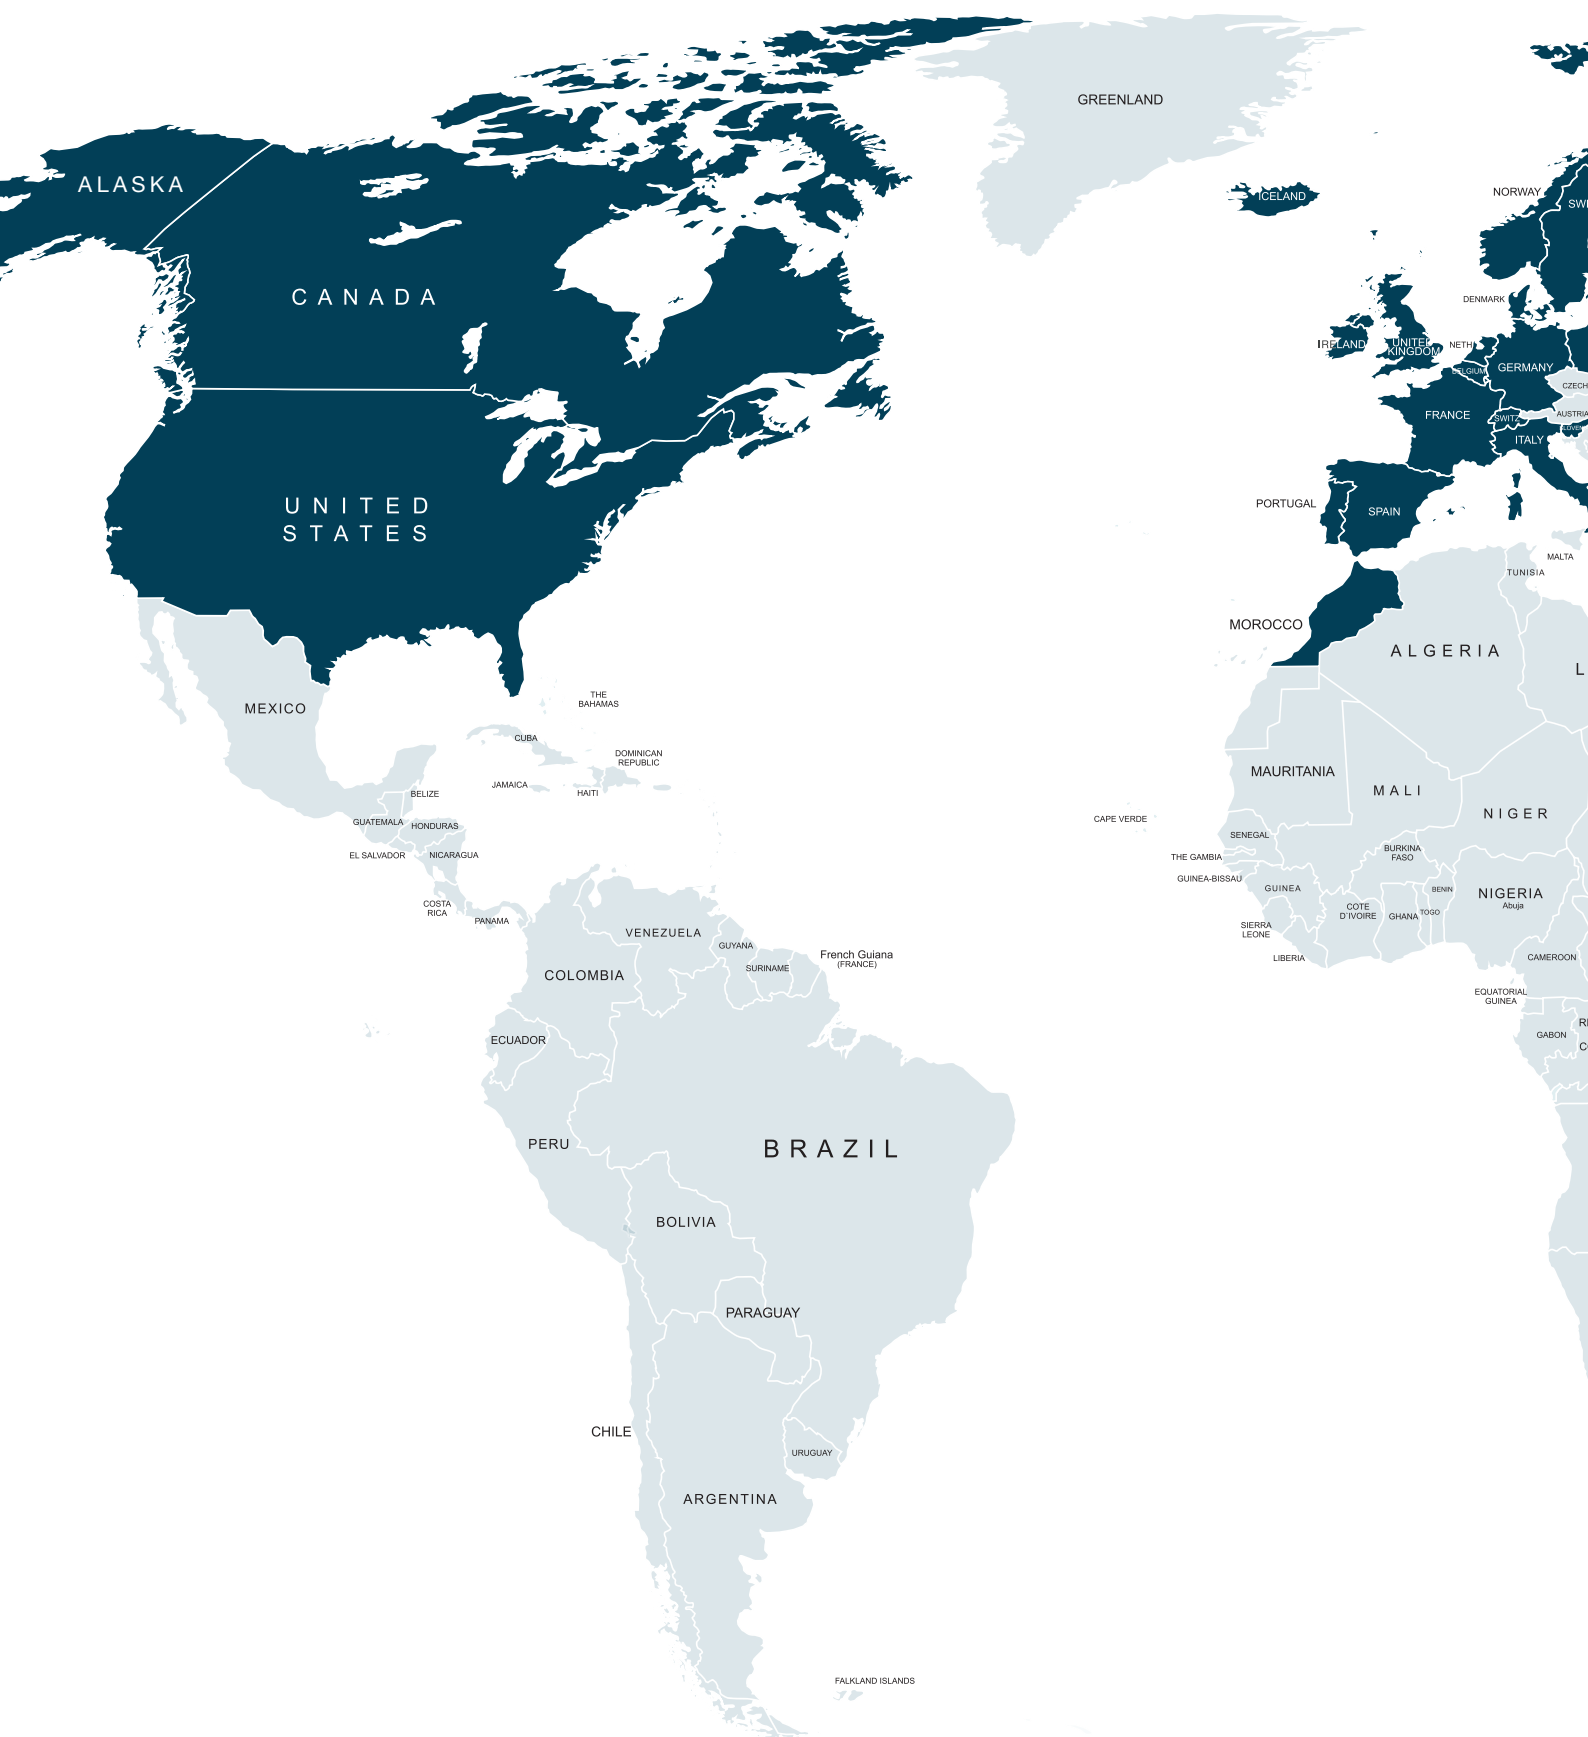 GREENLAND
ALASKA
ICELAND
NORWAY
CANADA
DENMARK
IRELAND
UNITED
KINGDOM
NETH
BELGIUM
GERMANY
CZECH
FRANCE
SWITZ
AUSTRIA
ITALY
UNITED
STATES
PORTUGAL
SPAIN
MALTA
TUNISIA
MOROCCO
ALGERIA
L
THE
BAHAMAS
MEXICO
CUBA
DOMINICAN
REPUBLIC
JAMAICA
HAITI
BELIZE
MAURITANIA
MALI
NIGER
CAPE VERDE
GUATEMALA
HONDURAS
SENEGAL
EL SALVADOR
NICARAGUA
THE GAMBIA
BURKINA
FASO
GUINEA-BISSAU
GUINEA
BENIN
NIGERIA
Abuja
COSTA
RICA
PANAMA
COTE
D'IVOIRE
GHANA
TOGO
SIERRA
LEONE
LIBERIA
VENEZUELA
GUYANA
SURINAME
French Guiana
(FRANCE)
CAMEROON
COLOMBIA
EQUATORIAL
GUINEA
ECUADOR
GABON
PERU
BRAZIL
BOLIVIA
PARAGUAY
CHILE
URUGUAY
ARGENTINA
FALKLAND ISLANDS